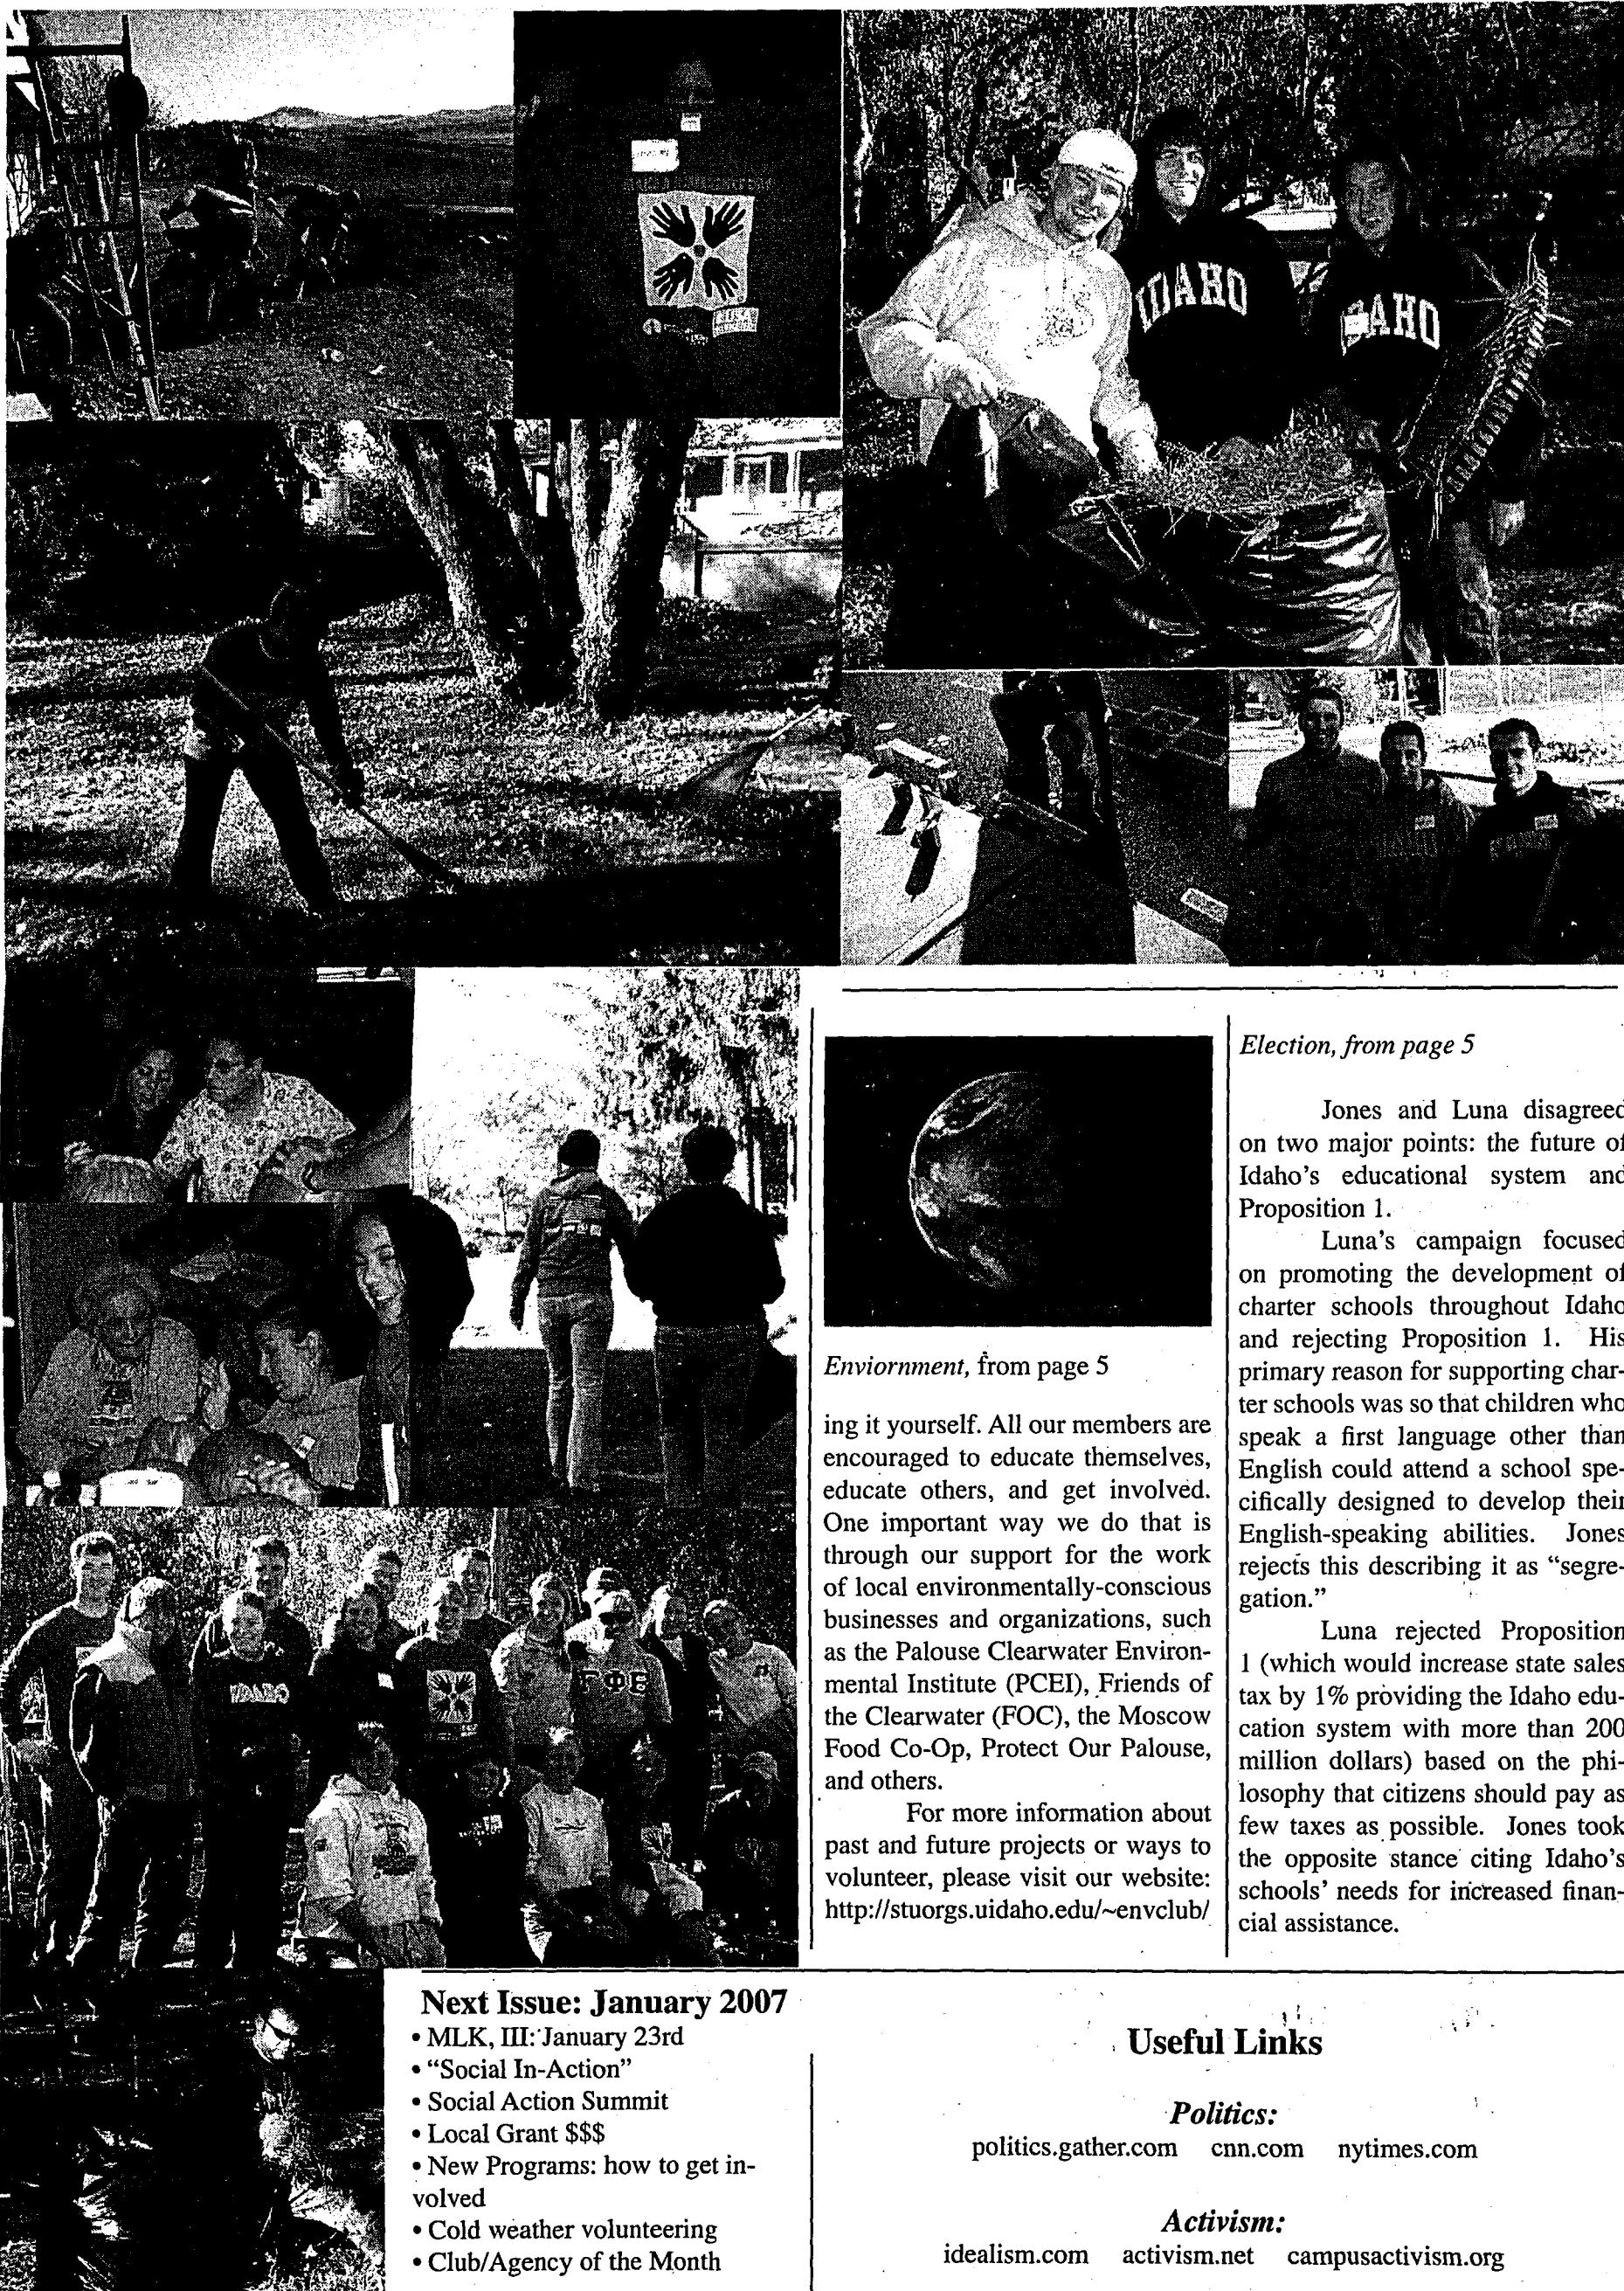 IDAHO
IDAHO
IDAHO
ΓΦΒ
Enviornment, from page 5
ing it yourself. All our members are
encouraged to educate themselves,
educate others, and get involved.
One important way we do that is
through our support for the work
of local environmentally-conscious
businesses and organizations, such
as the Palouse Clearwater Environ-
mental Institute (PCEI), Friends of
the Clearwater (FOC), the Moscow
Food Co-Op, Protect Our Palouse,
and others.
For more information about
past and future projects or ways to
volunteer, please visit our website:
http://stuorgs.uidaho.edu/~envclub/
Election, from page 5
Jones and Luna disagreed
on two major points: the future of
Idaho's educational system and
Proposition 1.
Luna's campaign focused
on promoting the development of
charter schools throughout Idaho
and rejecting Proposition 1. His
primary reason for supporting char-
ter schools was so that children who
speak a first language other than
English could attend a school spe-
cifically designed to develop their
English-speaking abilities. Jones
rejects this describing it as “segre-
gation.”
Luna rejected Proposition
1 (which would increase state sales
tax by 1% providing the Idaho edu-
cation system with more than 200
million dollars) based on the phi-
losophy that citizens should pay as
few taxes as possible. Jones took
the opposite stance citing Idaho's
schools' needs for increased finan-
cial assistance.
Next Issue: January 2007
• MLK, III: January 23rd
• “Social In-Action”
• Social Action Summit
• Local Grant $$$
• New Programs: how to get in-
volved
• Cold weather volunteering
• Club/Agency of the Month
Useful Links
Politics:
politics.gather.com cnn.com nytimes.com
Activism:
idealism.com activism.net campusactivism.org